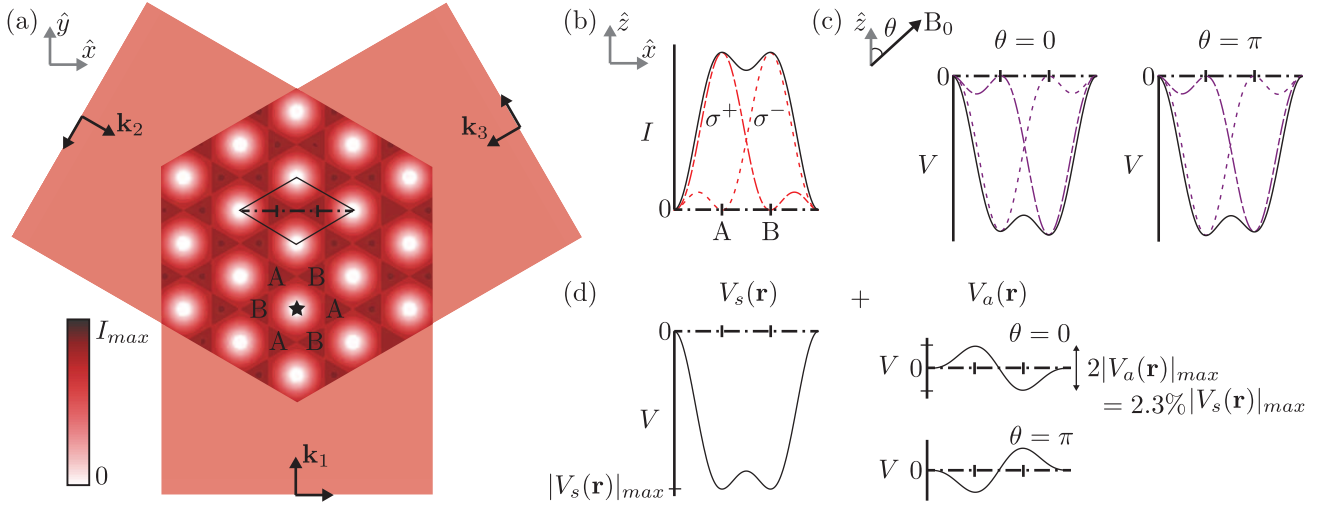 (a)
ŷ
x̂
k₂
k₃
A B
B A
A B
I_max
0
k₁
(b)
ẑ
x̂
I
σ⁺ σ⁻
0
A B
(c)
ẑ θ B₀
θ = 0
0
V
θ = π
0
V
(d)
V_s(r) + V_a(r)
0
V
|V_s(r)|_max
θ = 0
V 0
2|V_a(r)|_max
= 2.3%|V_s(r)|_max
θ = π
V 0